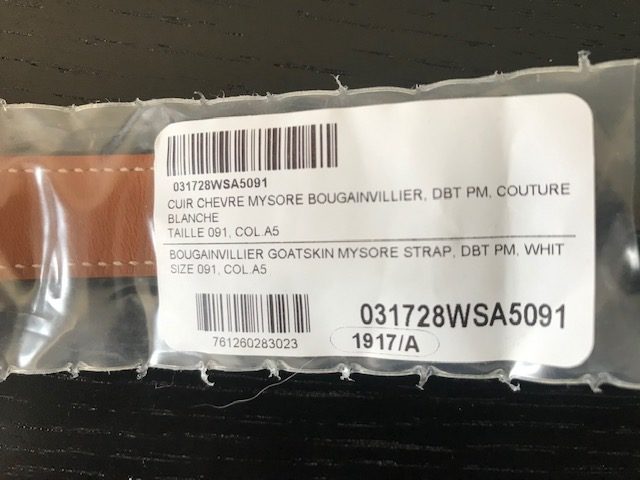 031728WSA5091
CUIR CHEVRE MYSORE BOUGAINVILLIER, DBT PM, COUTURE
BLANCHE
TAILLE 091, COL.A5
BOUGAINVILLIER GOATSKIN MYSORE STRAP, DBT PM, WHIT
SIZE 091, COL.A5
031728WSA5091
761260283023
1917/A